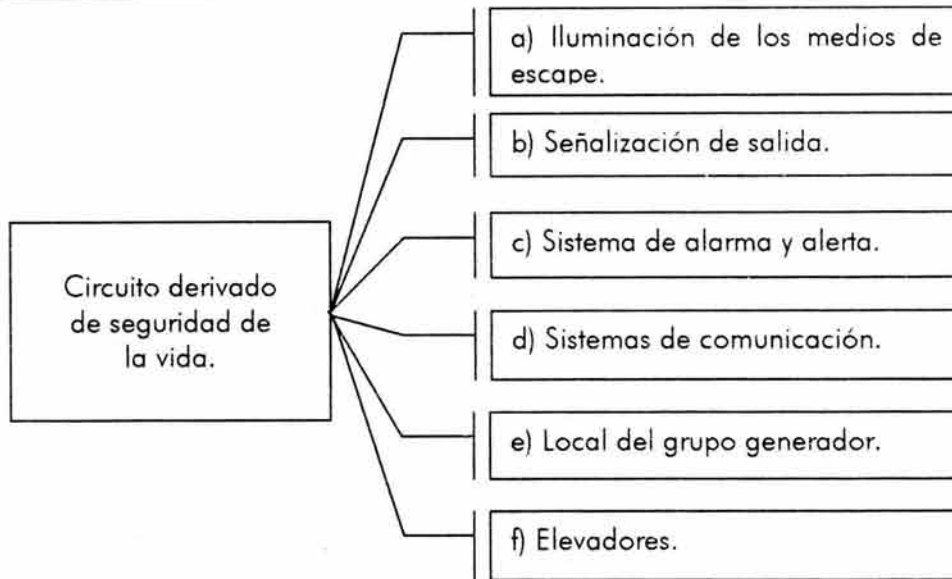 Circuito derivado
de seguridad de
la vida.
a) Iluminación de los medios de
escape.
b) Señalización de salida.
c) Sistema de alarma y alerta.
d) Sistemas de comunicación.
e) Local del grupo generador.
f) Elevadores.